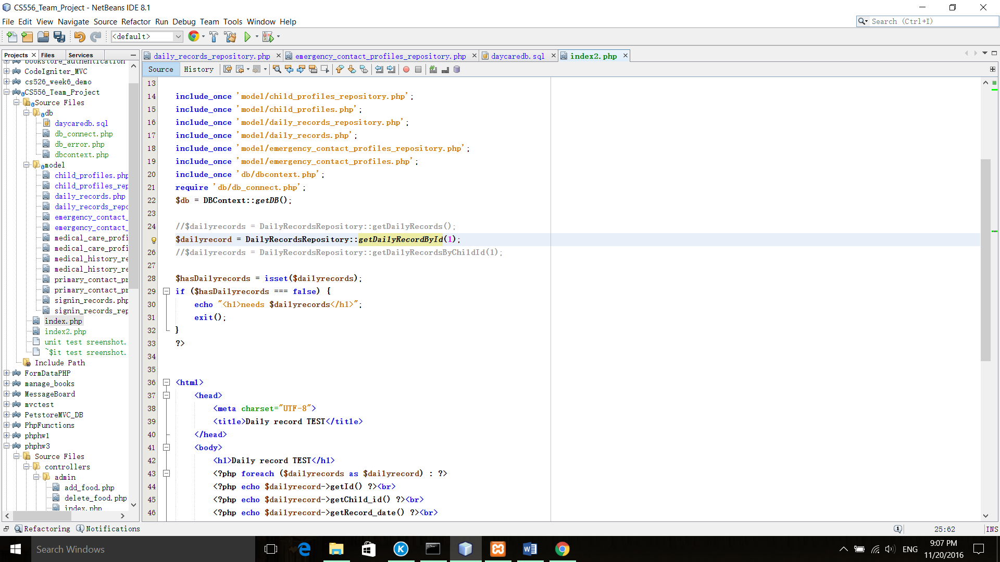 CS556_Team_Project - NetBeans IDE 8.1
File Edit View Navigate Source Refactor Run Debug Team Tools Window Help
Search (Ctrl+I)
<default>
Projects Files Services
daily_records_repository.php emergency_contact_profiles_repository.php daycaredb.sql index2.php
Source History
bookstore_authentication
CodeIgniter_MVC
cs526_week6_demo
CS556_Team_Project
Source Files
db
daycaredb.sql
db_connect.php
db_error.php
dbcontext.php
model
child_profiles.php
child_profiles_rep
daily_records.php
daily_records_repo
emergency_contact_
emergency_contact_
medical_care_profi
medical_care_profi
medical_history_re
medical_history_re
primary_contact_pr
primary_contact_pr
signin_records.php
signin_records_rep
index.php
index2.php
unit test sreenshot.
~$it test sreenshot.
Include Path
FormDataPHP
manage_books
MessageBoard
mvctest
PetstoreMVC_DB
PhpFunctions
phphw1
phphw3
Source Files
controllers
admin
add_food.php
delete_food.php
index.php
13
14 include_once 'model/child_profiles_repository.php';
15 include_once 'model/child_profiles.php';
16 include_once 'model/daily_records_repository.php';
17 include_once 'model/daily_records.php';
18 include_once 'model/emergency_contact_profiles_repository.php';
19 include_once 'model/emergency_contact_profiles.php';
20 include_once 'db/dbcontext.php';
21 require 'db/db_connect.php';
22 $db = DBContext::getDB();
23
24 //$dailyrecords = DailyRecordsRepository::getDailyRecords();
$dailyrecord = DailyRecordsRepository::getDailyRecordById(1);
26 //$dailyrecords = DailyRecordsRepository::getDailyRecordsByChildId(1);
27
28 $hasDailyrecords = isset($dailyrecords);
29 if ($hasDailyrecords === false) {
30 echo "<h1>needs $dailyrecords</h1>";
31 exit();
32 }
33 ?>
34
35
36 <html>
37 <head>
38 <meta charset="UTF-8">
39 <title>Daily record TEST</title>
40 </head>
41 <body>
42 <h1>Daily record TEST</h1>
43 <?php foreach ($dailyrecords as $dailyrecord) : ?>
44 <?php echo $dailyrecord->getId() ?><br>
45 <?php echo $dailyrecord->getChild_id() ?><br>
46 <?php echo $dailyrecord->getRecord_date() ?><br>
Refactoring Notifications
1 25:62 INS
Search Windows
ENG
9:07 PM
11/20/2016